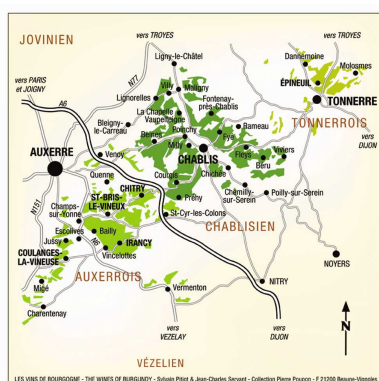 JOVINIEN
vers TROYES
vers TROYES
Ligny-le-Châtel
Dannemoine
Molosmes
ÉPINEUIL
vers PARIS
et JOIGNY
N77
Villy
Maligny
TONNERRE
A6
Lignorelles
Fontenay-
près-Chablis
TONNERROIS
La Chapelle
Vaupelteigne
Bleigny-
le-Carreau
Poinchy
Rameau
Beines
Fyé
AUXERRE
Milly
CHABLIS
Fleys
Viviers
Venoy
Béru
Chichée
Quenne
Courgis
Chemilly-
sur-Serein
Poilly-sur-Serein
CHITRY
ST-BRIS-
LE-VINEUX
Préhy
Champs-
sur-Yonne
St-Cyr-les-Colons
N151
Escolives
CHABLISIEN
Bailly
IRANCY
Jussy
N6
Vincelottes
COULANGES-
LA-VINEUSE
NOYERS
AUXERROIS
NITRY
Migé
Vermenton
Charentenay
N
vers
VEZELAY
vers
DIJON
vers
DIJON
VÉZELIEN
LES VINS DE BOURGOGNE - THE WINES OF BURGUNDY - Sylvain Pitiot & Jean-Charles Servant - Collection Pierre Poupon - F 21200 Beaune-Vignoles